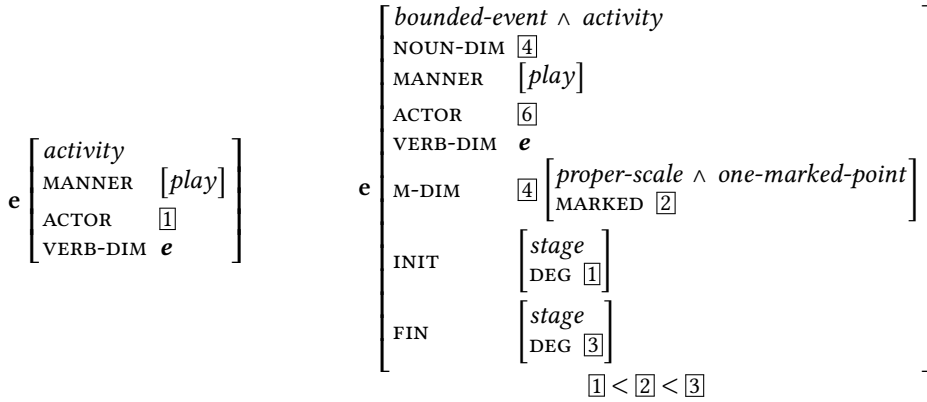 e
activity
MANNER [play]
ACTOR 1
VERB-DIM e
e
bounded-event ∧ activity
NOUN-DIM 4
MANNER [play]
ACTOR 6
VERB-DIM e
M-DIM 4 [proper-scale ∧ one-marked-point
MARKED 2]
INIT [stage
DEG 1]
FIN [stage
DEG 3]
1 < 2 < 3